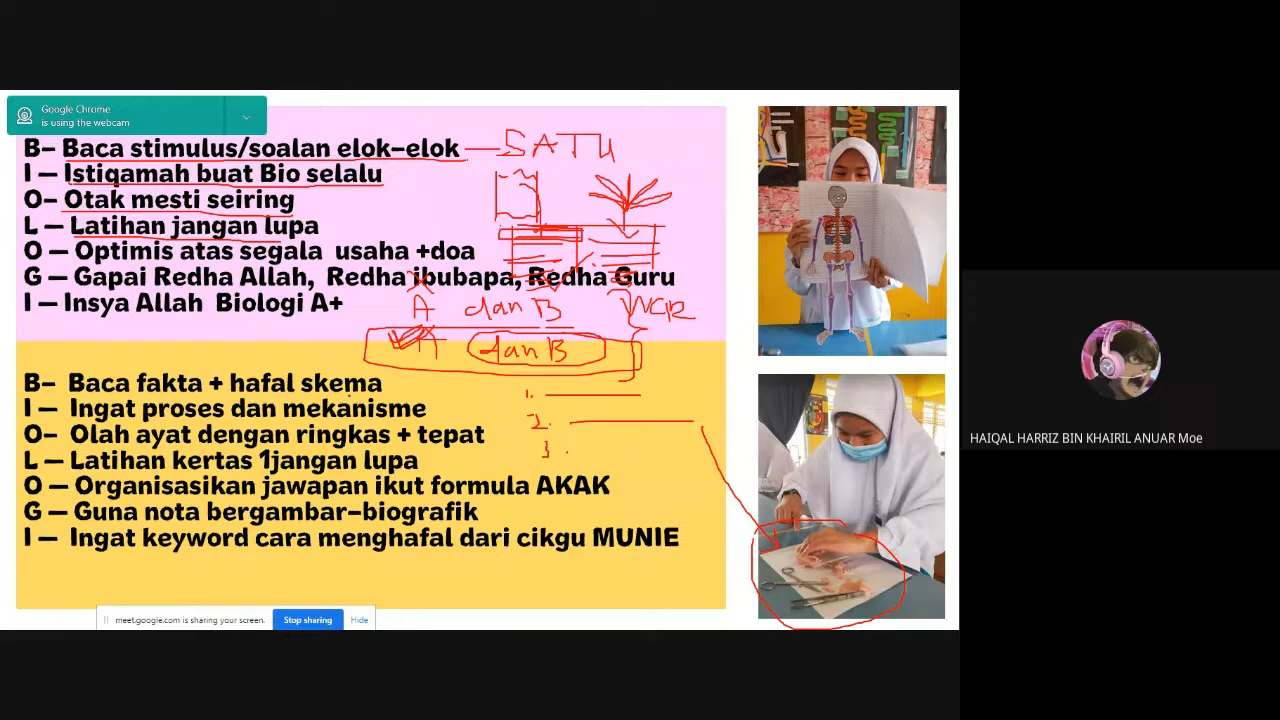 Google Chrome
is using the webcam
B– Baca stimulus/soalan elok–elok
SATU
I – Istiqamah buat Bio selalu
O– Otak mesti seiring
L – Latihan jangan lupa
O – Optimis atas segala usaha +doa
G – Gapai Redha Allah, Redha ibubapa, Redha Guru
I – Insya Allah Biologi A+
A dan B
A dan B
B– Baca fakta + hafal skema
I – Ingat proses dan mekanisme
O– Olah ayat dengan ringkas + tepat
L – Latihan kertas 1jangan lupa
O – Organisasikan jawapan ikut formula AKAK
G – Guna nota bergambar–biografik
I – Ingat keyword cara menghafal dari cikgu MUNIE
1.
2.
3.
meet.google.com is sharing your screen.
Stop sharing
Hide
HAIQAL HARRIZ BIN KHAIRIL ANUAR Moe